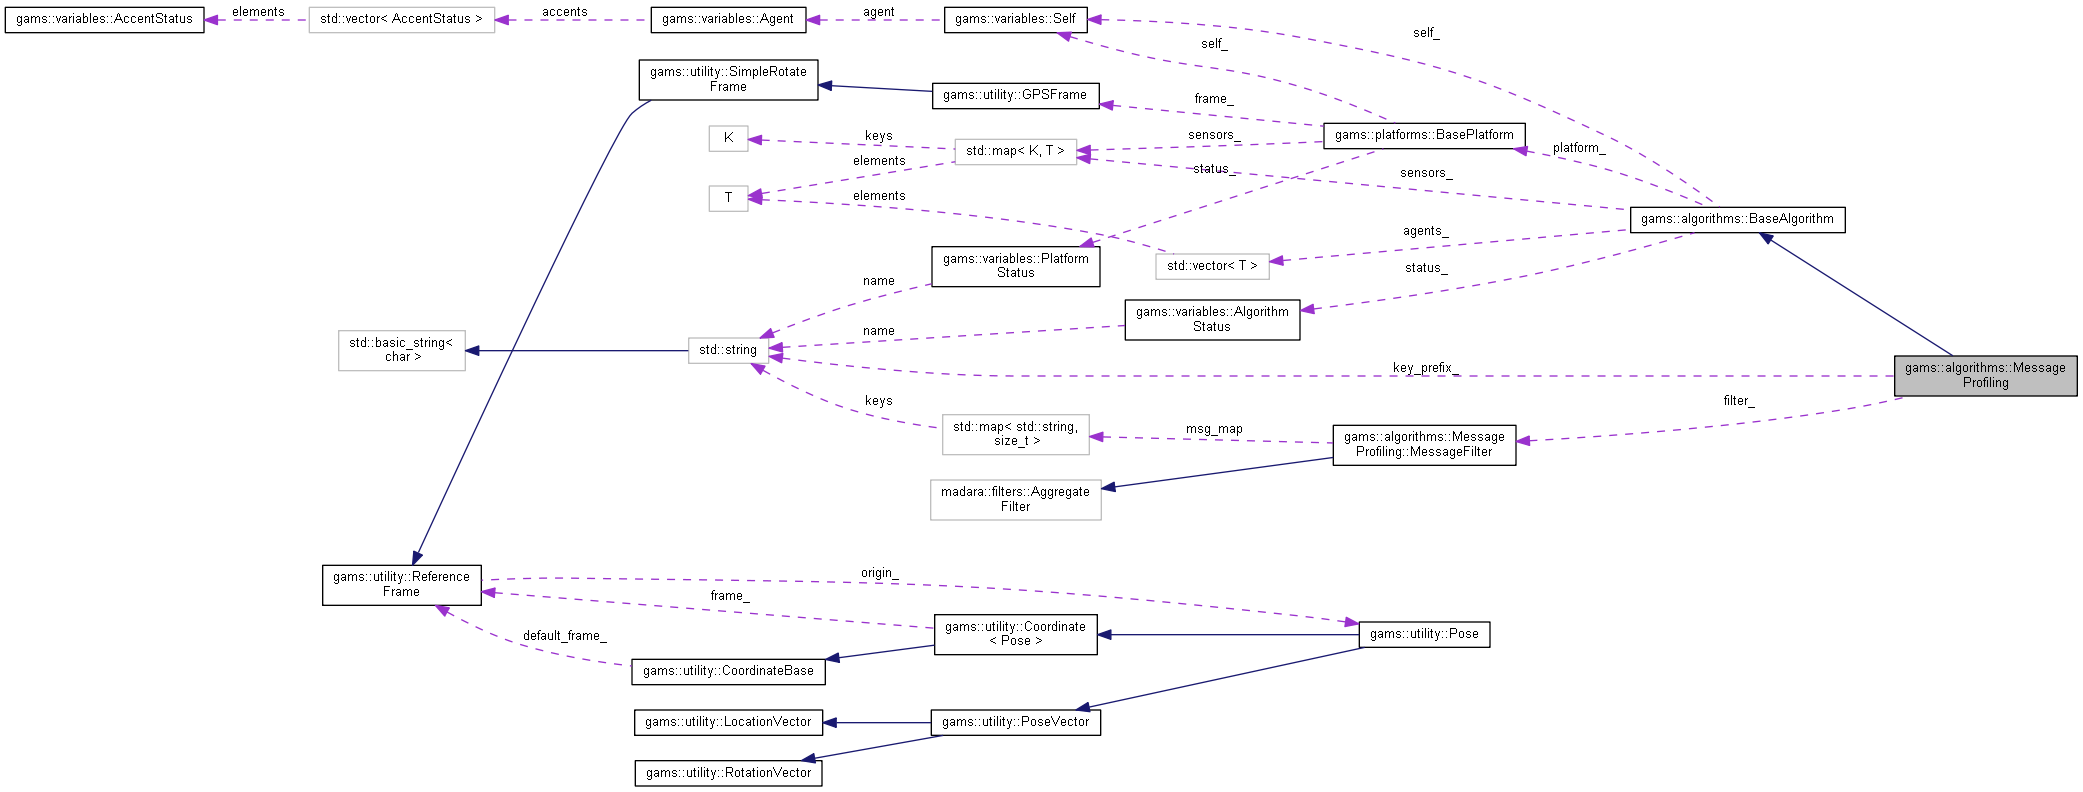 gams::variables::AccentStatus
elements
std::vector< AccentStatus >
accents
gams::variables::Agent
agent
gams::variables::Self
self_
self_
gams::utility::SimpleRotate
Frame
gams::utility::GPSFrame
frame_
gams::platforms::BasePlatform
platform_
K
keys
elements
std::map< K, T >
sensors_
status_
sensors_
T
elements
gams::algorithms::BaseAlgorithm
agents_
std::vector< T >
status_
gams::variables::Platform
Status
name
gams::variables::Algorithm
Status
name
std::basic_string<
char >
std::string
key_prefix_
gams::algorithms::Message
Profiling
keys
std::map< std::string,
size_t >
msg_map
gams::algorithms::Message
Profiling::MessageFilter
filter_
madara::filters::Aggregate
Filter
gams::utility::Reference
Frame
origin_
frame_
default_frame_
gams::utility::Coordinate
< Pose >
gams::utility::Pose
gams::utility::CoordinateBase
gams::utility::LocationVector
gams::utility::PoseVector
gams::utility::RotationVector